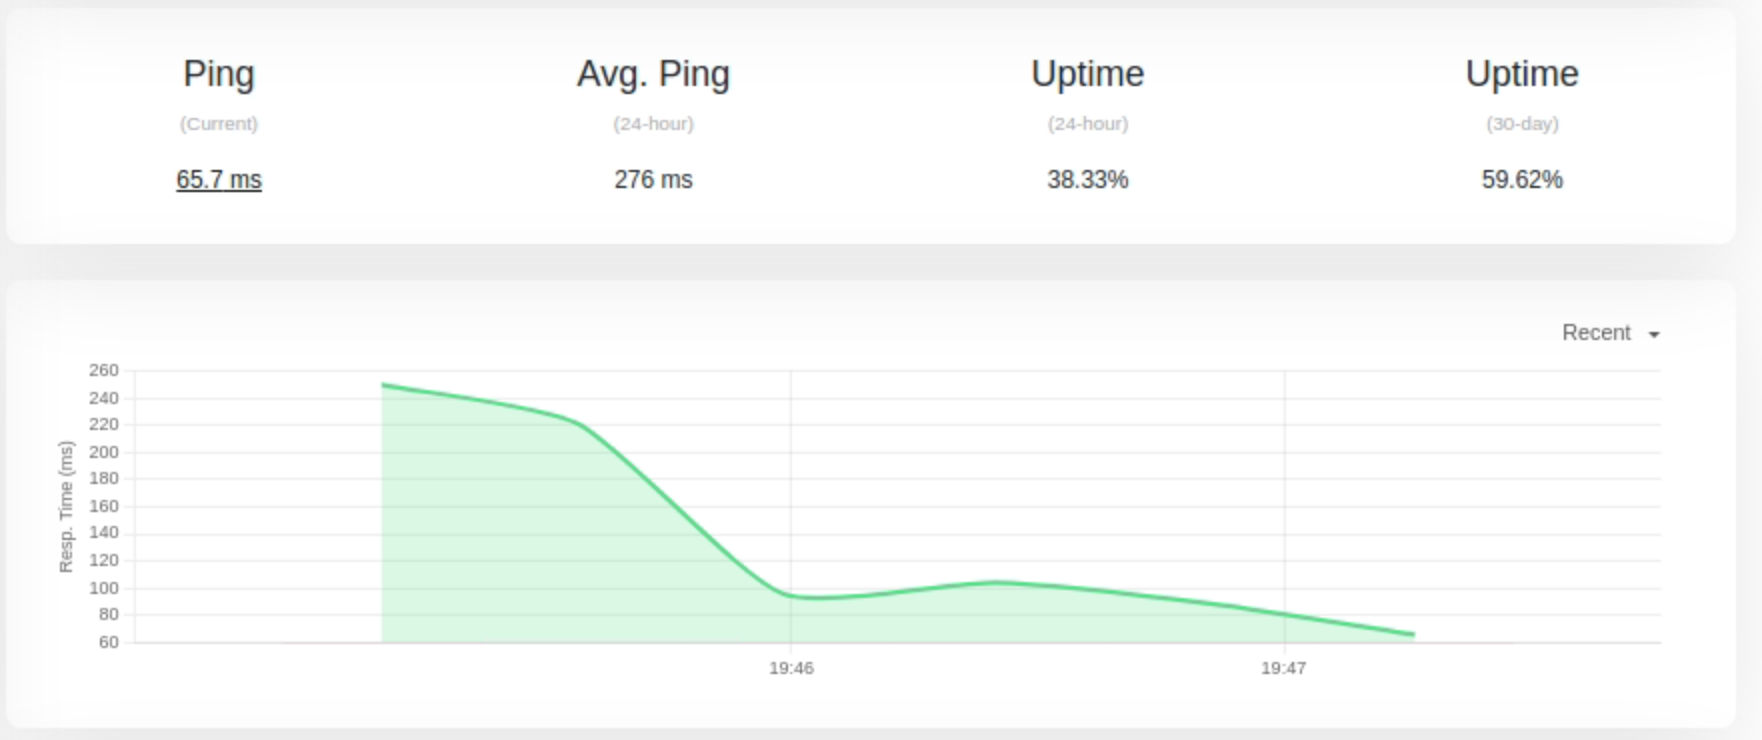 Ping
(Current)
65.7 ms
Avg. Ping
(24-hour)
276 ms
Uptime
(24-hour)
38.33%
Uptime
(30-day)
59.62%
Recent
Resp. Time (ms)
260
240
220
200
180
160
140
120
100
80
60
19:46
19:47